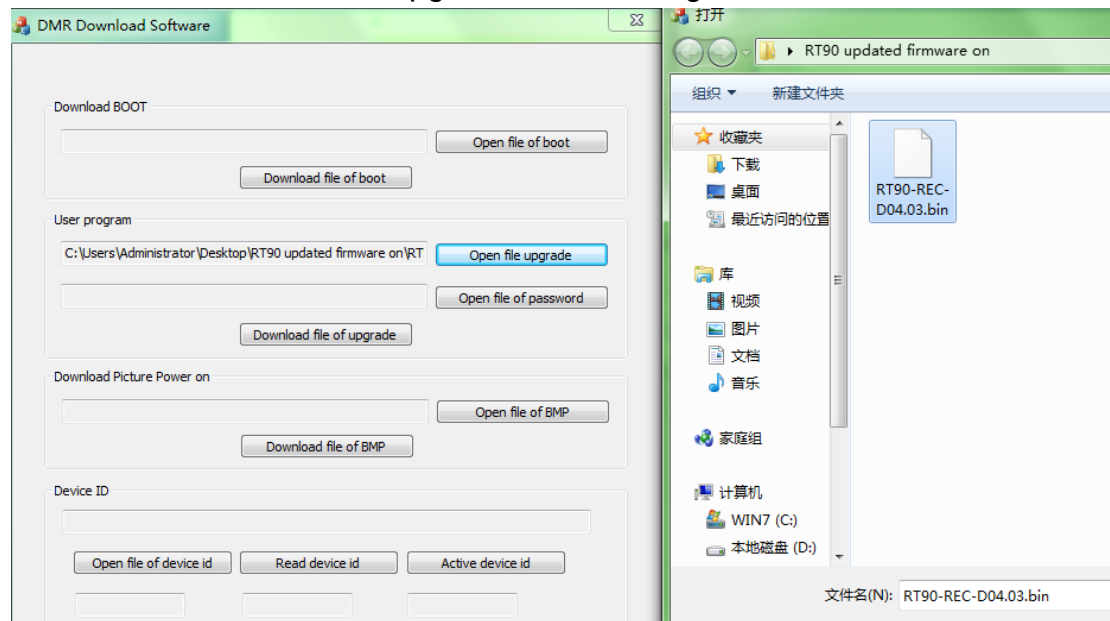 DMR Download Software
Download BOOT
Open file of boot
Download file of boot
User program
C:\Users\Administrator\Desktop\RT90 updated firmware on\RT
Open file upgrade
Open file of password
Download file of upgrade
Download Picture Power on
Open file of BMP
Download file of BMP
Device ID
Open file of device id
Read device id
Active device id
打开
RT90 updated firmware on
组织
新建文件夹
收藏夹
下载
桌面
最近访问的位置
库
视频
图片
文档
音乐
家庭组
计算机
WIN7 (C:)
本地磁盘 (D:)
RT90-REC-
D04.03.bin
文件名(N): RT90-REC-D04.03.bin